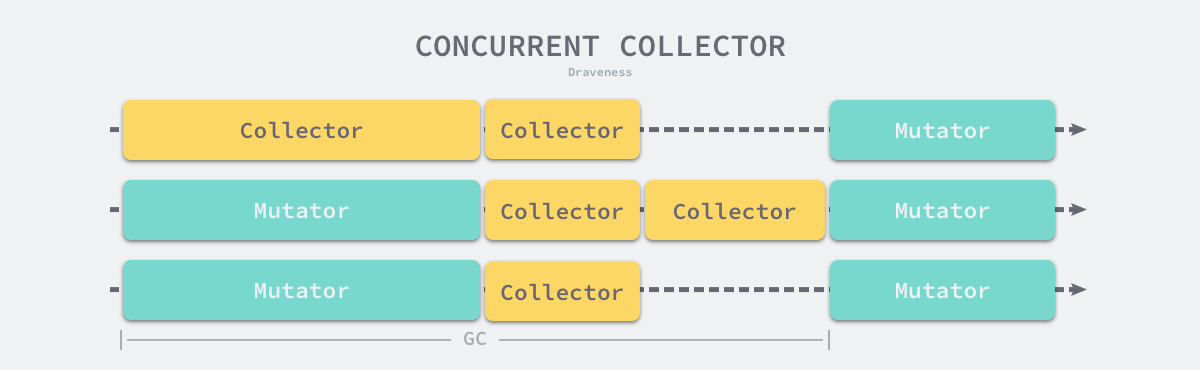 CONCURRENT COLLECTOR
Draveness
Collector Collector Mutator
Mutator Collector Collector Mutator
Mutator Collector Mutator
GC